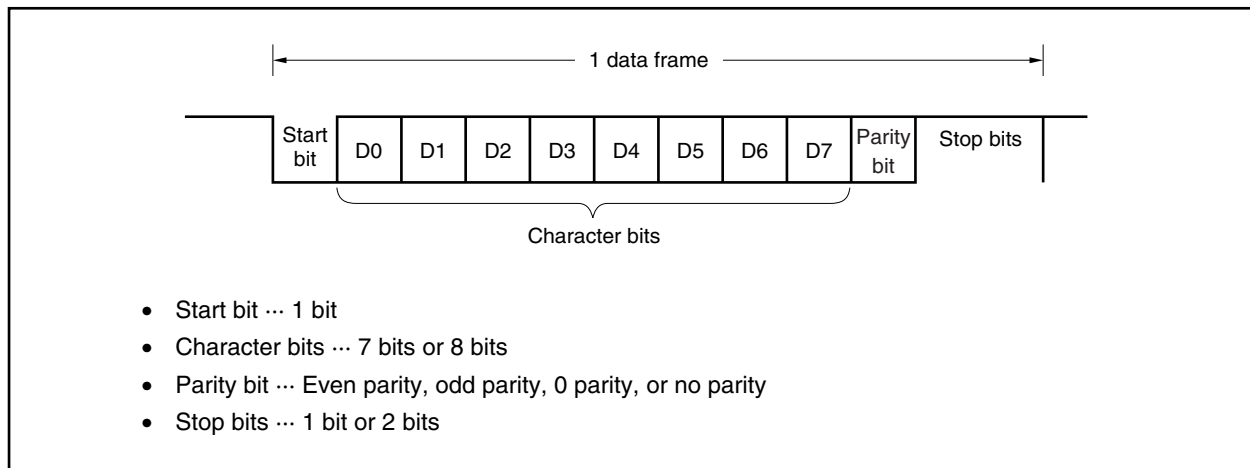 1 data frame
Start bit
D0 D1 D2 D3 D4 D5 D6 D7
Parity bit
Stop bits
Character bits
• Start bit ··· 1 bit
• Character bits ··· 7 bits or 8 bits
• Parity bit ··· Even parity, odd parity, 0 parity, or no parity
• Stop bits ··· 1 bit or 2 bits